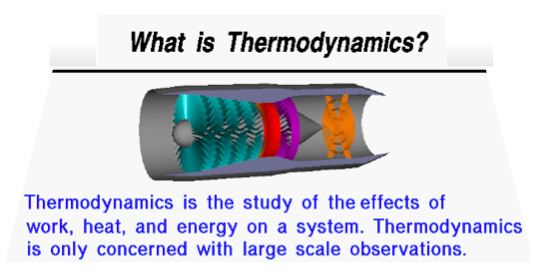 What is Thermodynamics?
Thermodynamics is the study of the effects of
work, heat, and energy on a system. Thermodynamics
is only concerned with large scale observations.